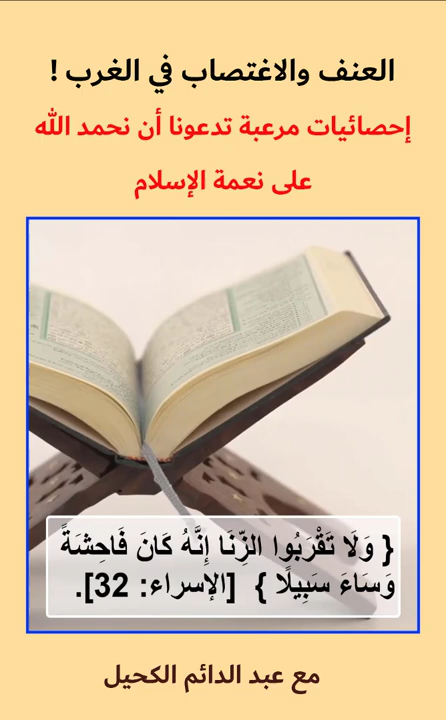 العنف والاغتصاب في الغرب !
إحصائيات مرعبة تدعونا أن نحمد الله
على نعمة الإسلام
{ وَلَا تَقْرَبُوا الزِّنَا إِنَّهُ كَانَ فَاحِشَةً
وَسَاءَ سَبِيلًا } [الإسراء: 32].
مع عبد الدائم الكحيل